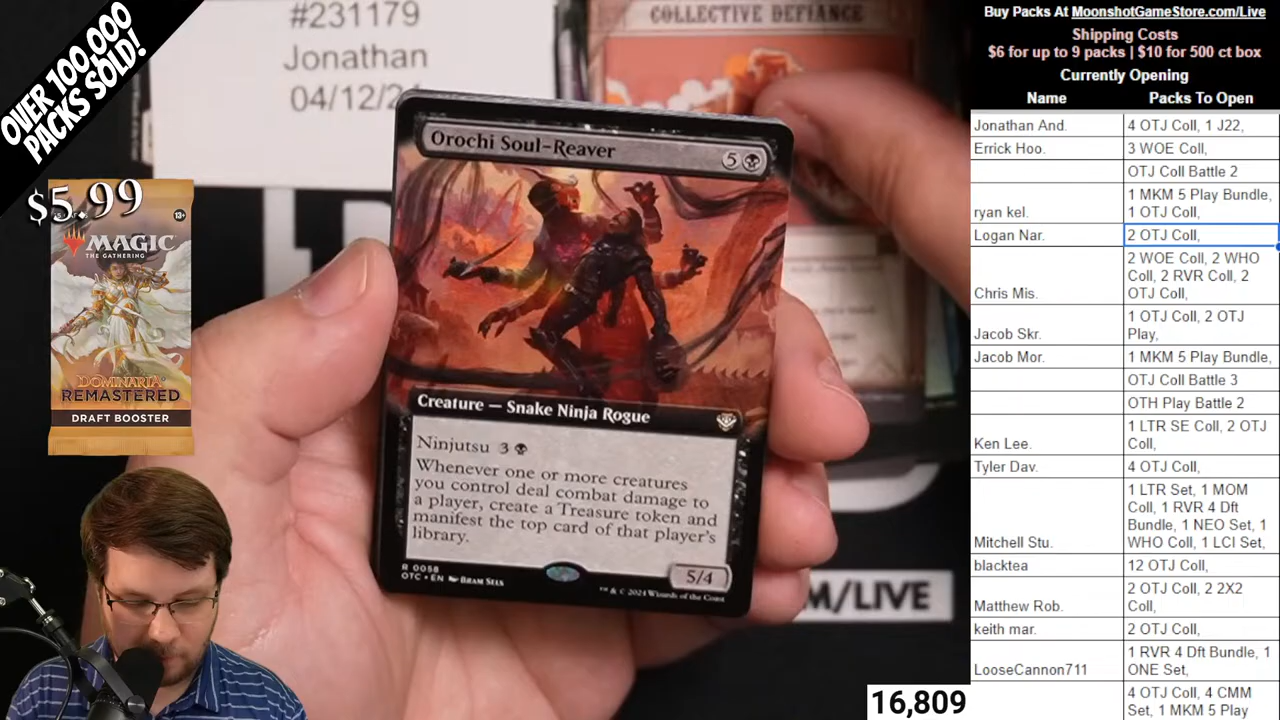 OVER 100,000
PACKS SOLD!
#231179
Jonathan
04/12/2
COLLECTIVE DEFIANCE
$5.99
13+
MAGIC
THE GATHERING
DOMINARIA
REMASTERED
DRAFT BOOSTER
Orochi Soul-Reaver 5
Creature — Snake Ninja Rogue
Ninjutsu 3
Whenever one or more creatures
you control deal combat damage to
a player, create a Treasure token and
manifest the top card of that player's
library.
5/4
R 0058
OTC • EN BRAM SELS
™ & © 2024 Wizards of the Coast
M/LIVE
16,809
Buy Packs At MoonshotGameStore.com/Live
Shipping Costs
$6 for up to 9 packs | $10 for 500 ct box
Currently Opening
Name Packs To Open
Jonathan And. 4 OTJ Coll, 1 J22,
Errick Hoo. 3 WOE Coll,
OTJ Coll Battle 2
ryan kel. 1 MKM 5 Play Bundle,
1 OTJ Coll,
Logan Nar. 2 OTJ Coll,
Chris Mis. 2 WOE Coll, 2 WHO
Coll, 2 RVR Coll, 2
OTJ Coll,
Jacob Skr. 1 OTJ Coll, 2 OTJ
Play,
Jacob Mor. 1 MKM 5 Play Bundle,
OTJ Coll Battle 3
OTH Play Battle 2
Ken Lee. 1 LTR SE Coll, 2 OTJ
Coll,
Tyler Dav. 4 OTJ Coll,
Mitchell Stu. 1 LTR Set, 1 MOM
Coll, 1 RVR 4 Dft
Bundle, 1 NEO Set, 1
WHO Coll, 1 LCI Set,
blacktea 12 OTJ Coll,
Matthew Rob. 2 OTJ Coll, 2 2X2
Coll,
keith mar. 2 OTJ Coll,
LooseCannon711 1 RVR 4 Dft Bundle, 1
ONE Set,
4 OTJ Coll, 4 CMM
Set, 1 MKM 5 Play